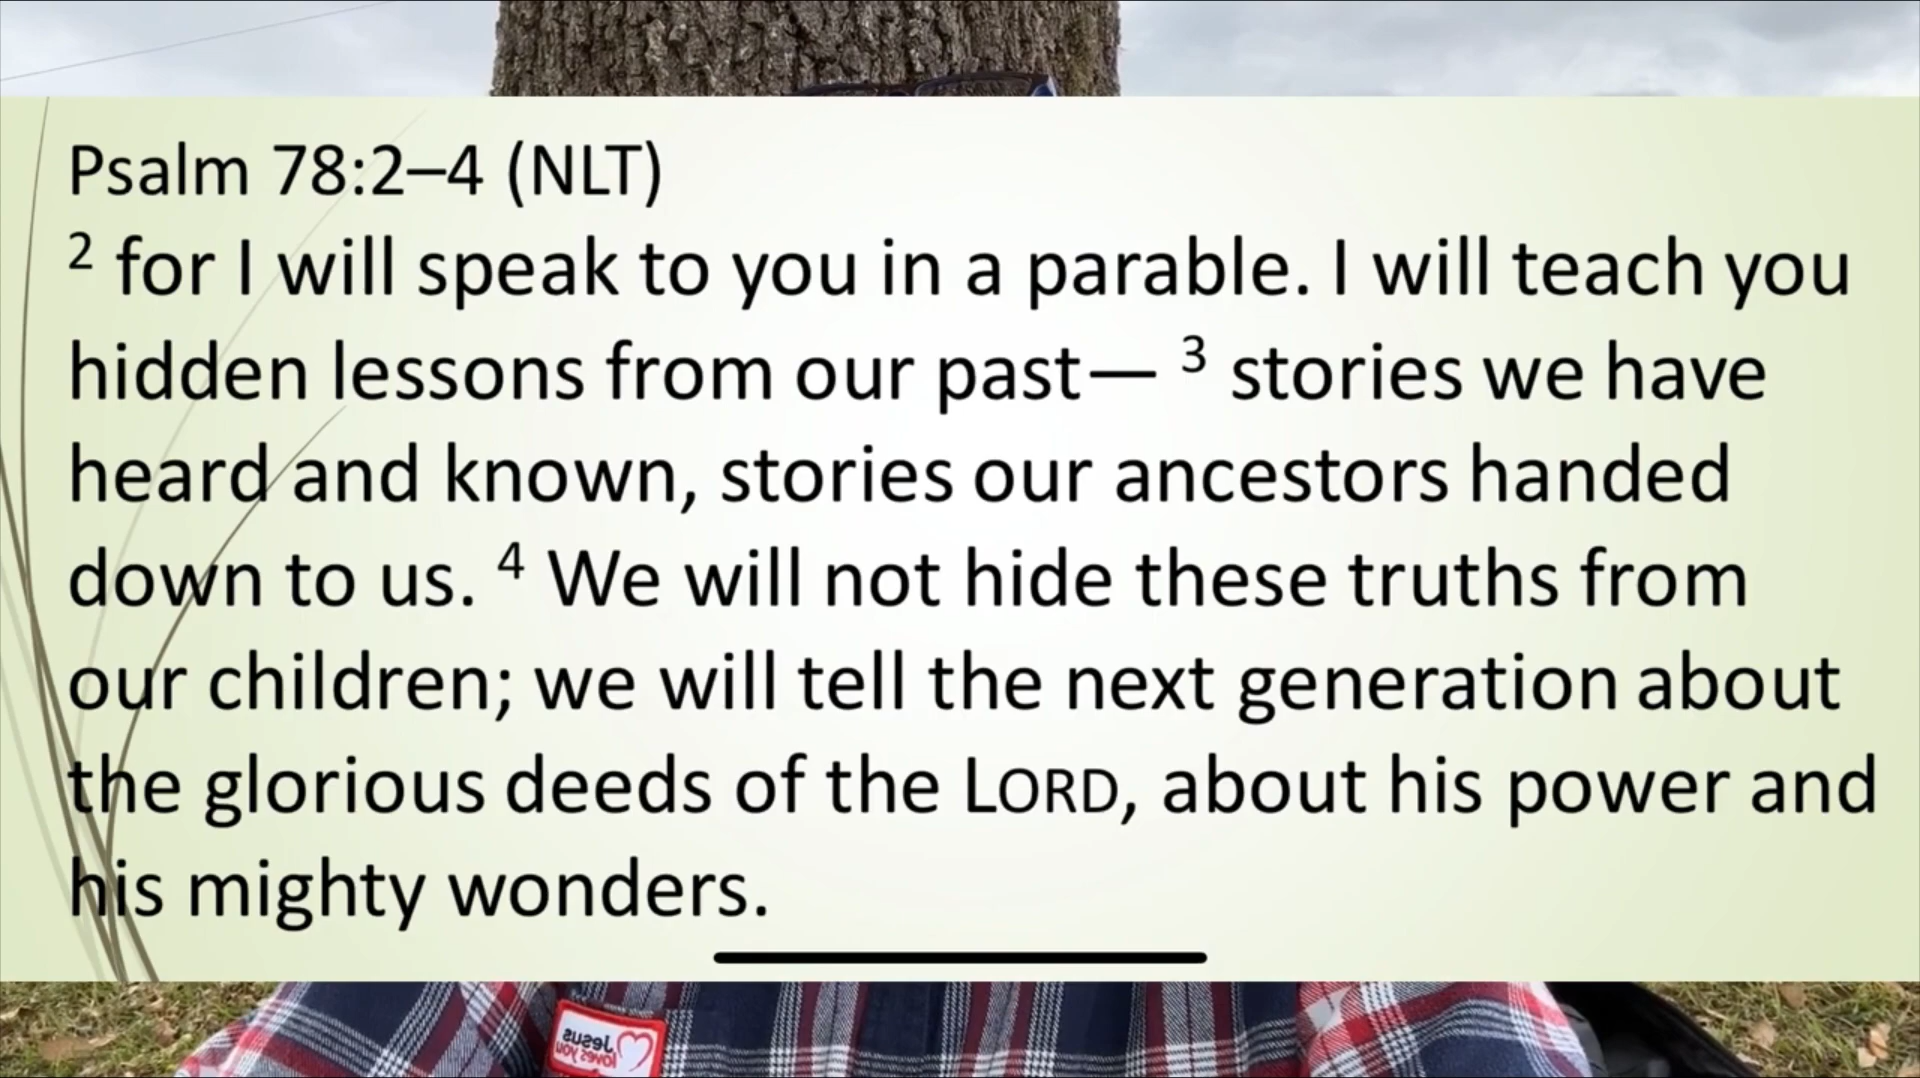 Psalm 78:2–4 (NLT)
2 for I will speak to you in a parable. I will teach you
hidden lessons from our past— 3 stories we have
heard and known, stories our ancestors handed
down to us. 4 We will not hide these truths from
our children; we will tell the next generation about
the glorious deeds of the LORD, about his power and
his mighty wonders.
Jesus
loves you